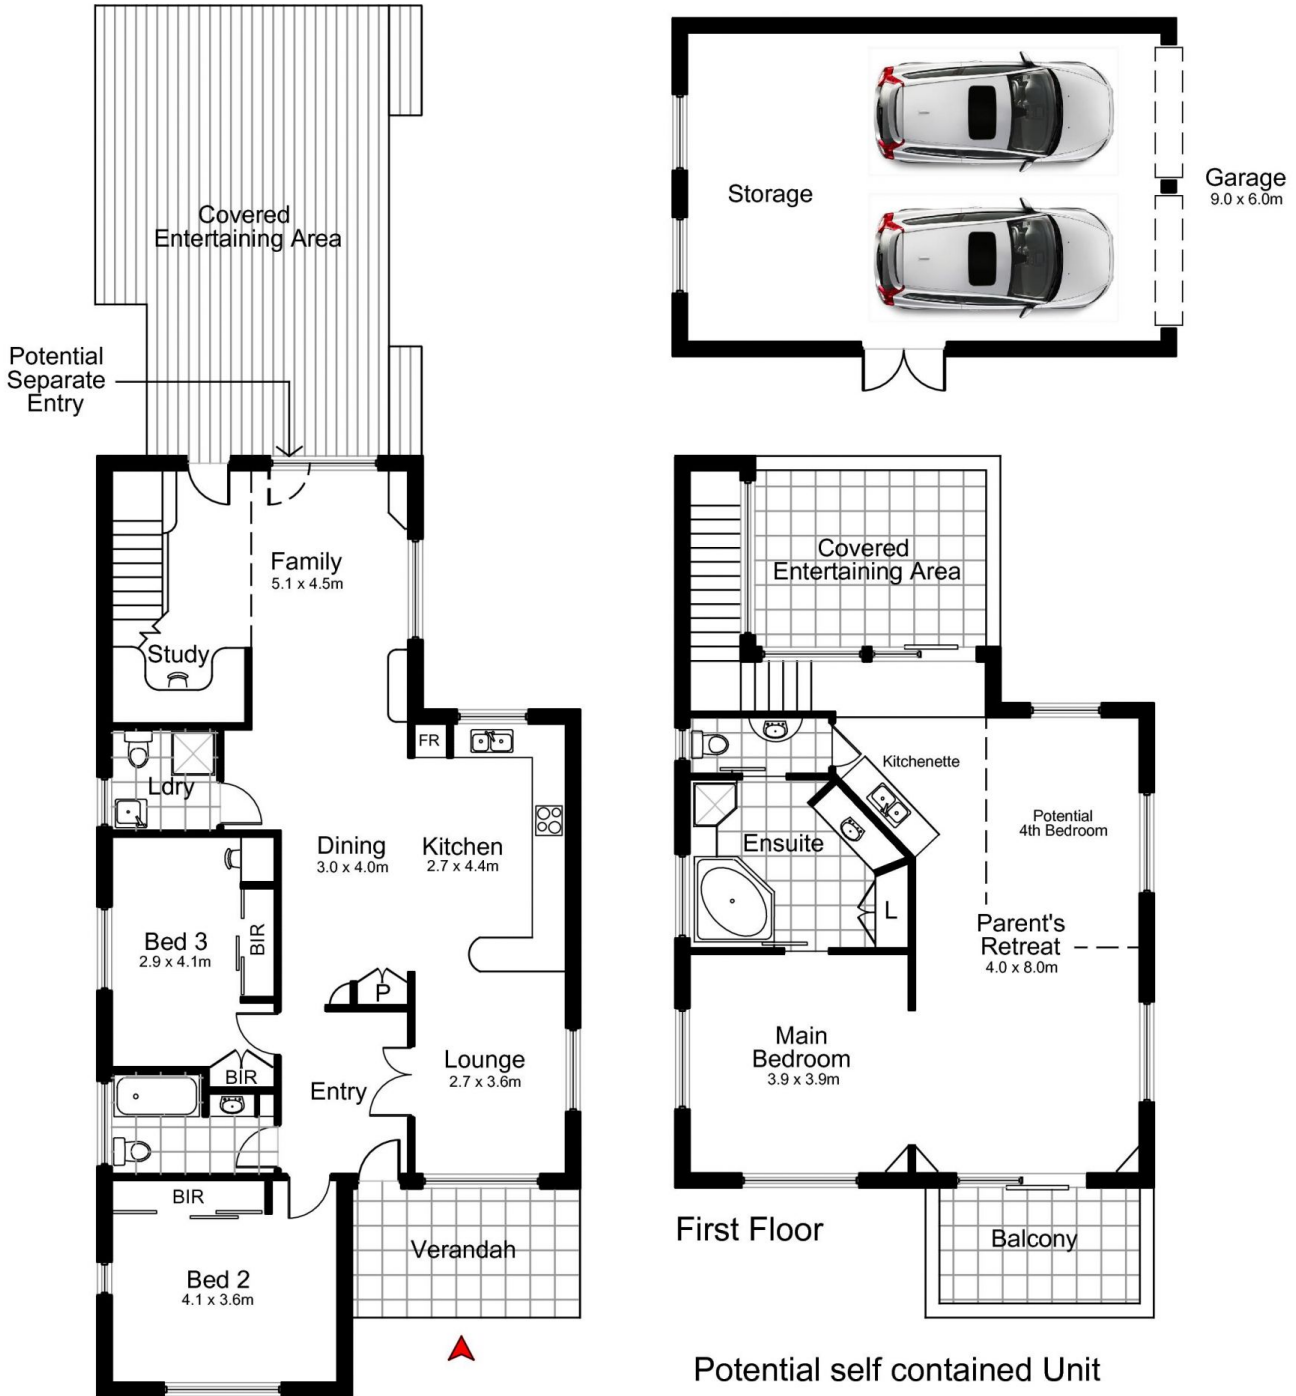 Covered
Entertaining Area
Potential
Separate
Entry
Family
5.1 x 4.5m
Study
FR
Ldry
Dining
3.0 x 4.0m
Kitchen
2.7 x 4.4m
Bed 3
2.9 x 4.1m
BIR
P
BIR
Lounge
2.7 x 3.6m
Entry
BIR
Bed 2
4.1 x 3.6m
Verandah
Storage
Garage
9.0 x 6.0m
Covered
Entertaining Area
Kitchenette
Potential
4th Bedroom
Ensuite
L
Parent's
Retreat
4.0 x 8.0m
Main
Bedroom
3.9 x 3.9m
First Floor
Balcony
Potential self contained Unit